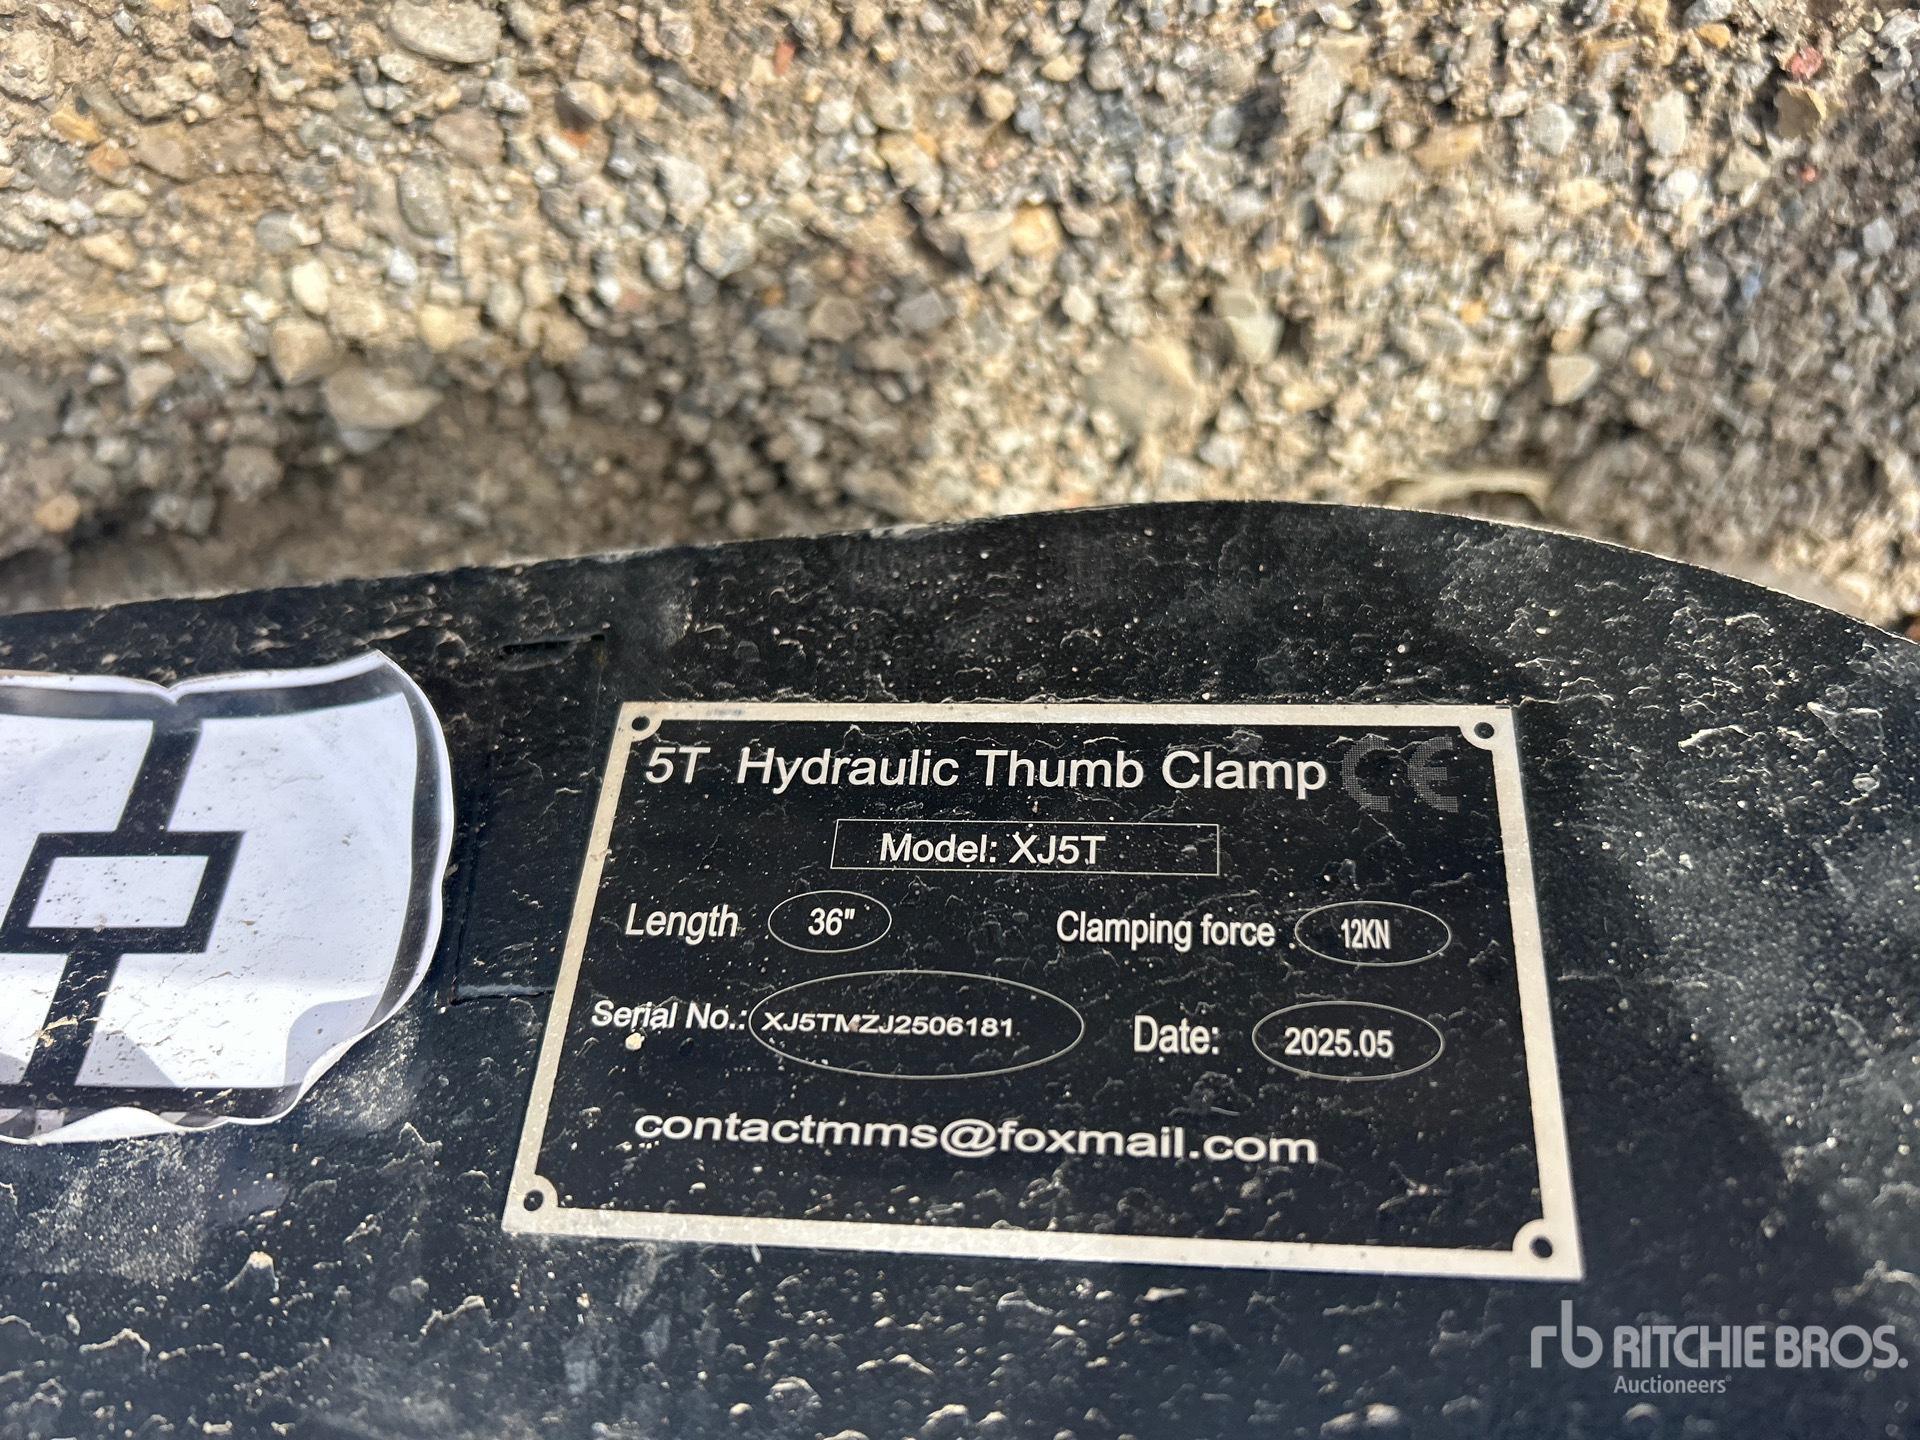 5T Hydraulic Thumb Clamp CE
Model: XJ5T
Length 36" Clamping force 12KN
Serial No.: XJ5TMZJ2506181 Date: 2025.05
contactmms@foxmail.com
rb RITCHIE BROS.
Auctioneers